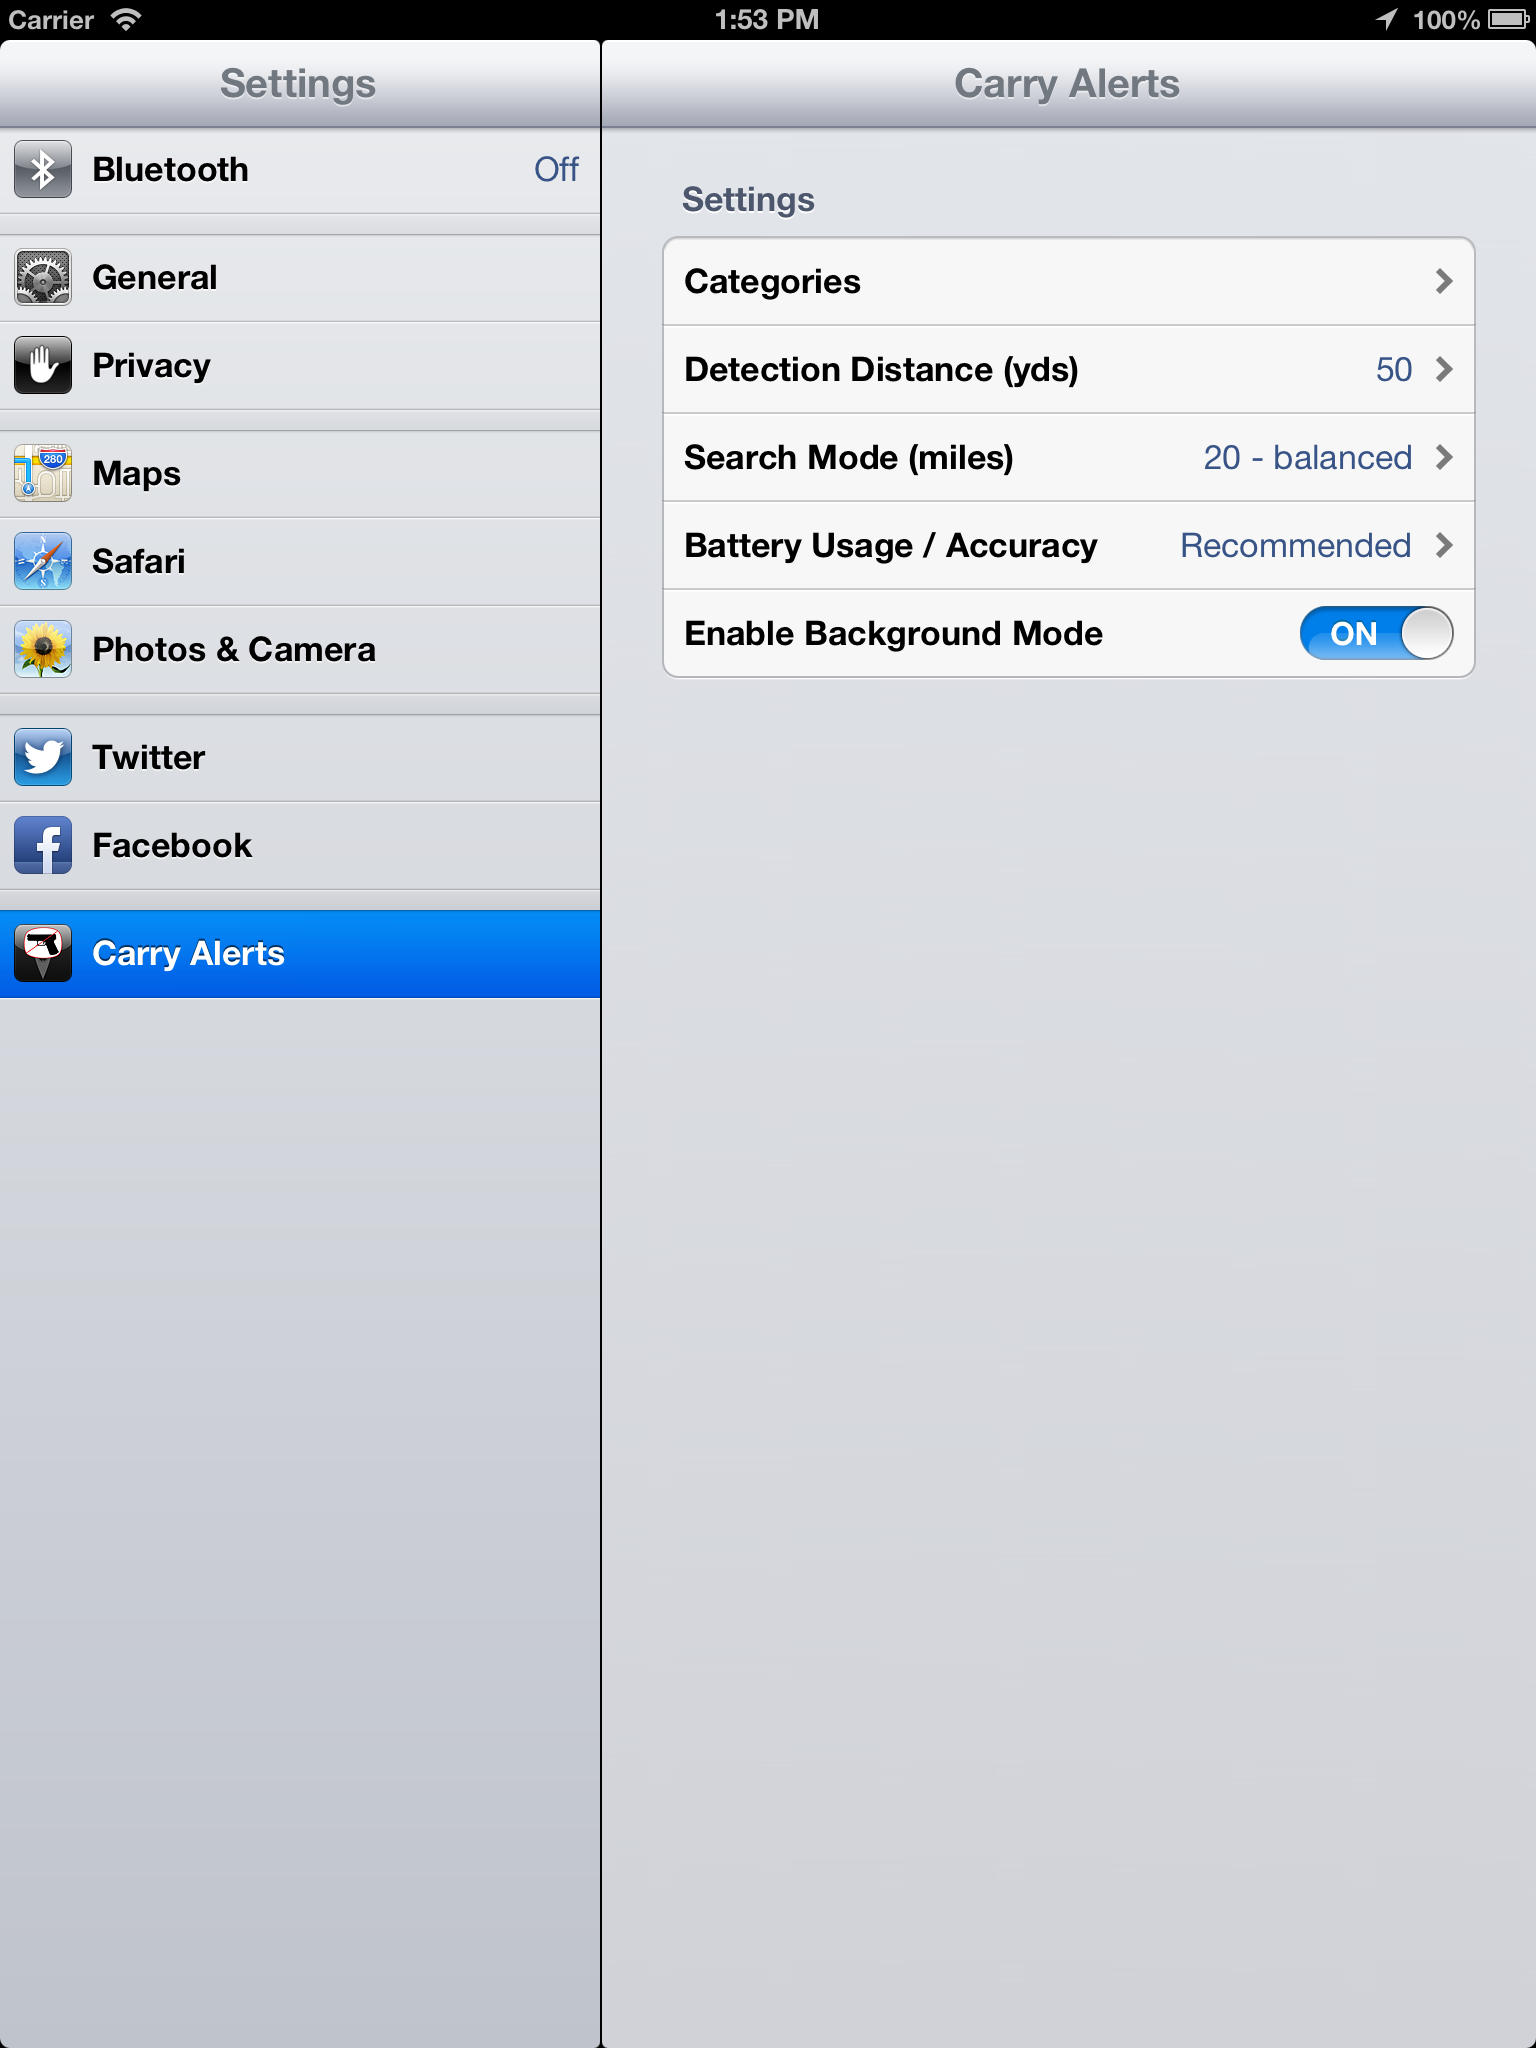 Carrier 1:53 PM 100%
Settings
Bluetooth Off
General
Privacy
280
Maps
N
S
Safari
Photos & Camera
Twitter
f
Facebook
Carry Alerts
Carry Alerts
Settings
Categories
Detection Distance (yds) 50
Search Mode (miles) 20 - balanced
Battery Usage / Accuracy Recommended
Enable Background Mode ON